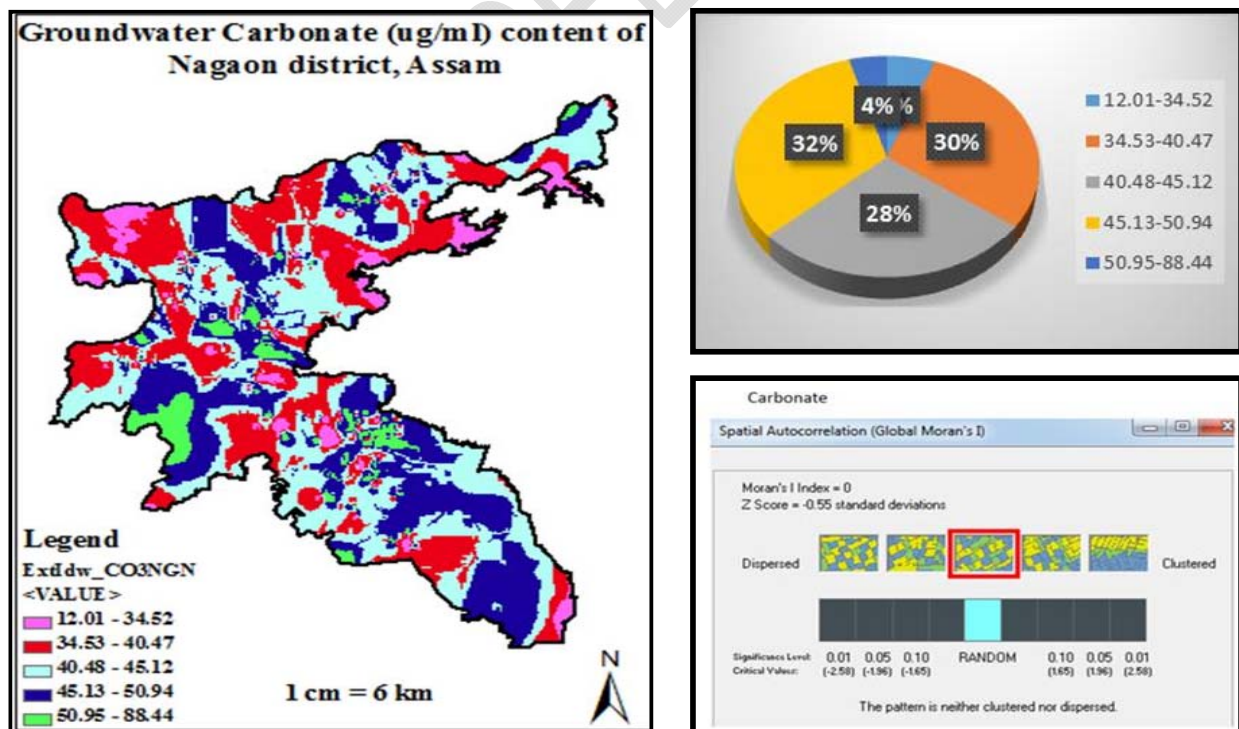 Groundwater Carbonate (ug/ml) content of
Nagaon district, Assam
Legend
ExtIdw_CO3NGN
<VALUE>
12.01 - 34.52
34.53 - 40.47
40.48 - 45.12
45.13 - 50.94
50.95 - 88.44
1 cm = 6 km
N
4%
%
32%
30%
28%
12.01-34.52
34.53-40.47
40.48-45.12
45.13-50.94
50.95-88.44
Carbonate
Spatial Autocorrelation (Global Moran's I)
Moran's I Index = 0
Z Score = -0.55 standard deviations
Dispersed
Clustered
Significance Level: 0.01 0.05 0.10 RANDOM 0.10 0.05 0.01
Critical Values: (-2.58) (-1.96) (-1.65) (1.65) (1.96) (2.58)
The pattern is neither clustered nor dispersed.